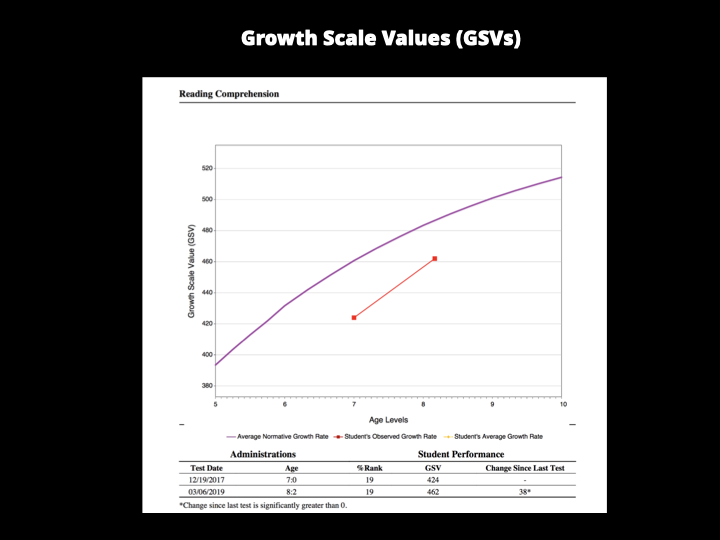 Growth Scale Values (GSVs)
Reading Comprehension
520
500
480
460
440
420
400
380
Growth Scale Value (GSV)
5 6 7 8 9 10
Age Levels
Average Normative Growth Rate Student's Observed Growth Rate Student's Average Growth Rate
Administrations Student Performance
Test Date Age %Rank GSV Change Since Last Test
12/19/2017 7:0 19 424 -
03/06/2019 8:2 19 462 38*
*Change since last test is significantly greater than 0.